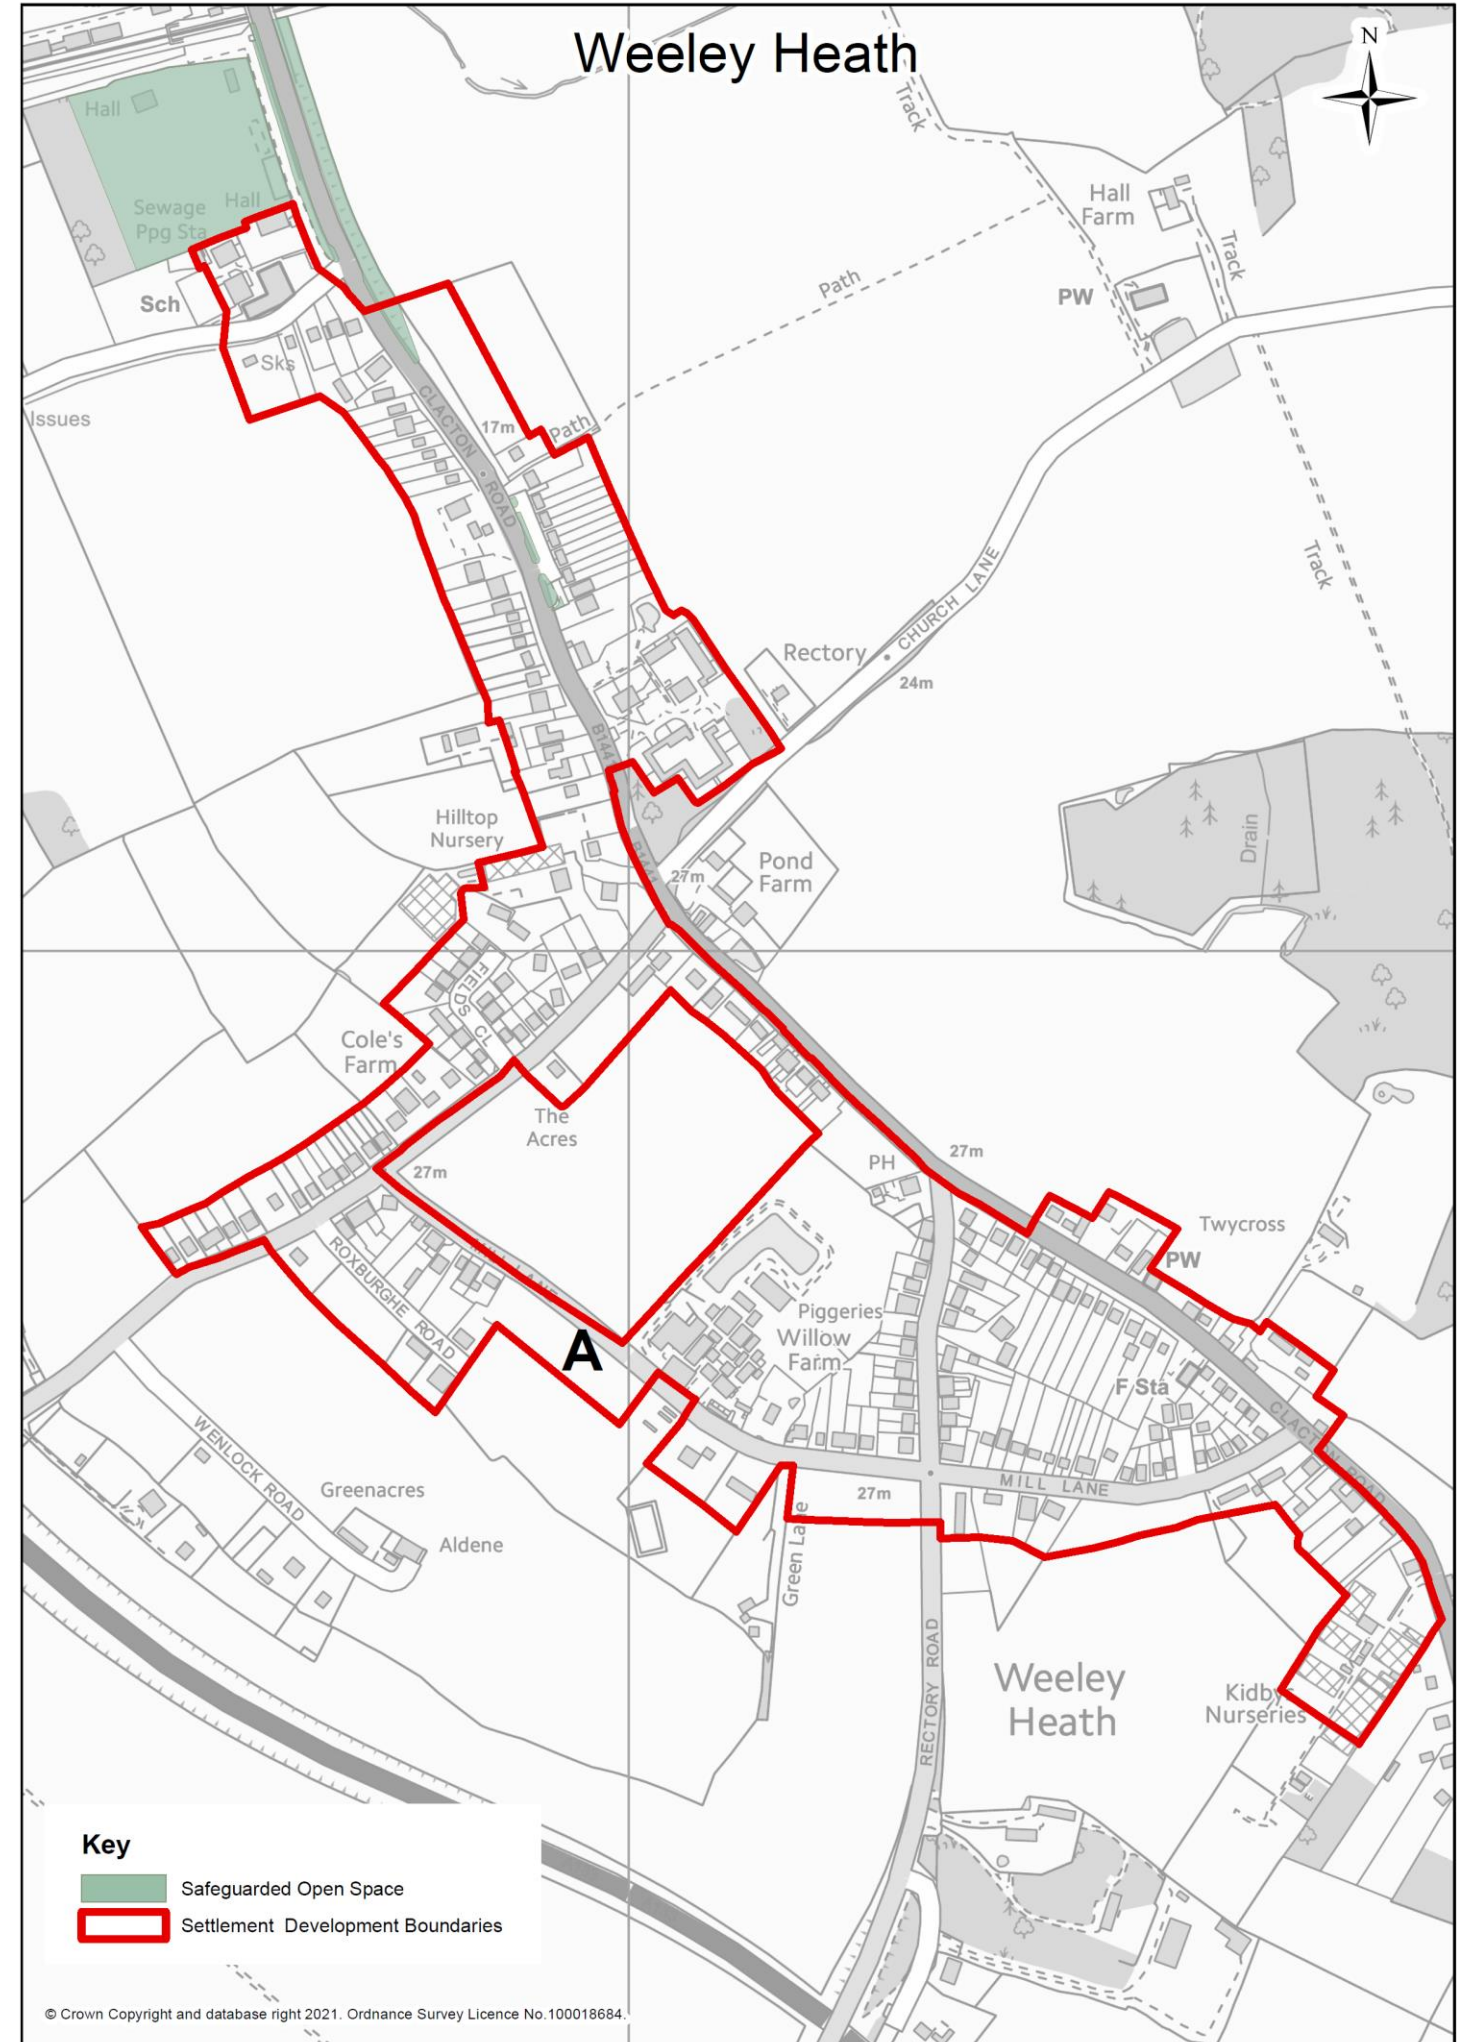 Weeley Heath
N
Track
Hall
Hall
Farm
Track
Sewage
Ppg Sta
Hall
Path
PW
Sch
Sks
Issues
CLACTON
ROAD
17m
Path
Track
CHURCH LANE
Rectory
24m
B1441
Hilltop
Nursery
Drain
B1441
27m
Pond
Farm
FIELDS CL
Cole's
Farm
The
Acres
27m
PH
27m
MILL LANE
ROXBURGHE ROAD
Twycross
PW
Piggeries
Willow
Farm
A
F Sta
CLACTON ROAD
WENLOCK ROAD
Greenacres
Aldene
MILL LANE
27m
Green Lane
RECTORY ROAD
Weeley
Heath
Kidbys
Nurseries
Key
Safeguarded Open Space
Settlement Development Boundaries
© Crown Copyright and database right 2021. Ordnance Survey Licence No.100018684.